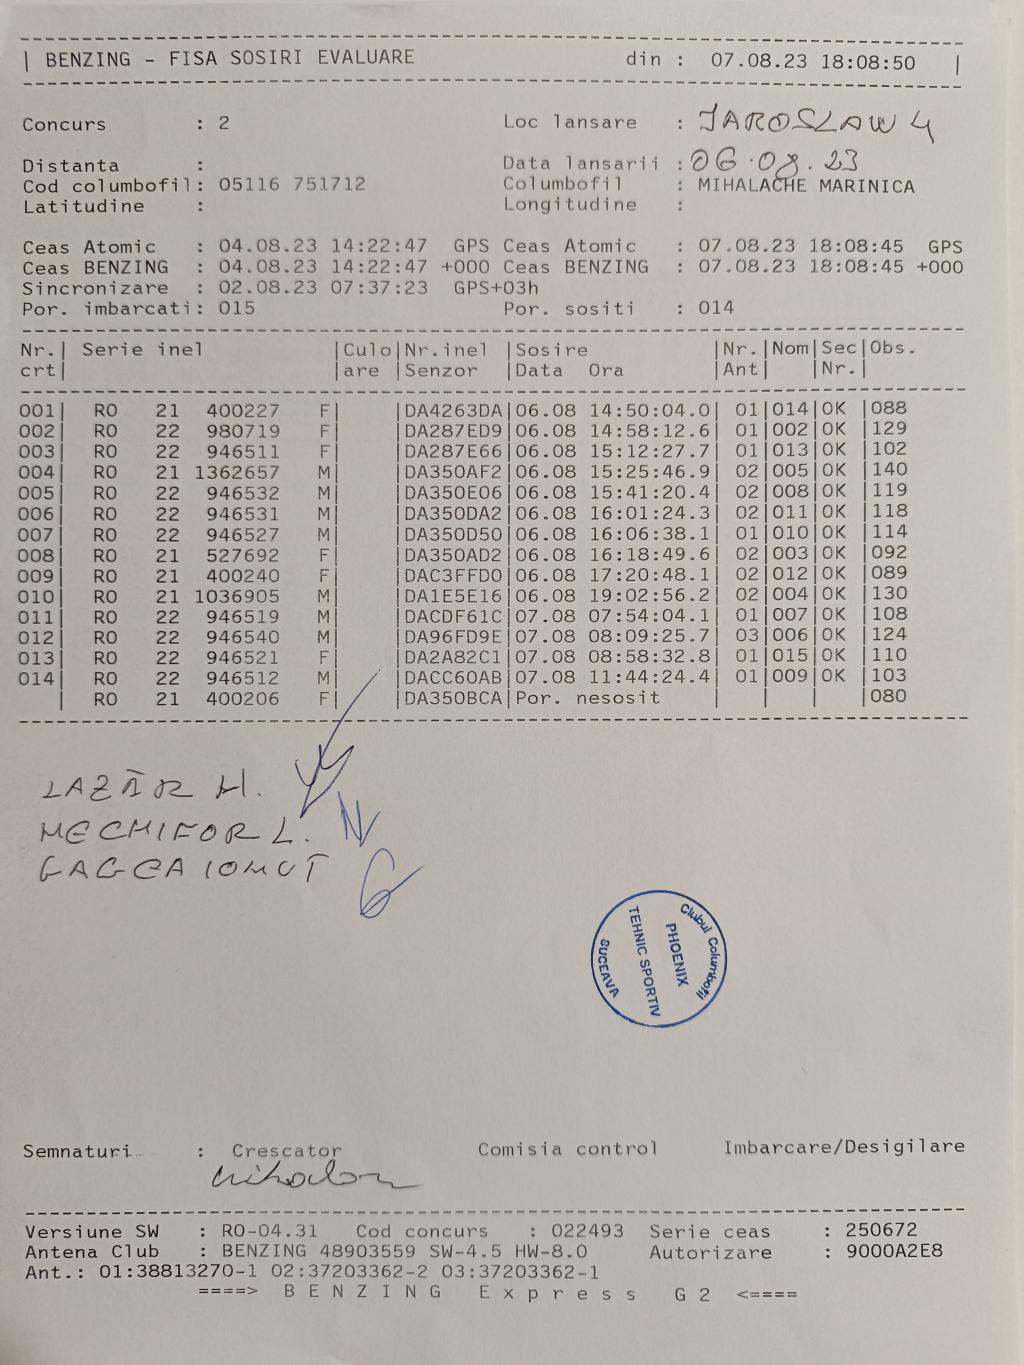 | BENZING - FISA SOSIRI EVALUARE din : 07.08.23 18:08:50 |
Concurs : 2 Loc lansare : JAROSLAW 4
Distanta : Data lansarii : 06.08.23
Cod columbofil: 05116 751712 Columbofil : MIHALACHE MARINICA
Latitudine : Longitudine :
Ceas Atomic : 04.08.23 14:22:47 GPS Ceas Atomic : 07.08.23 18:08:45 GPS
Ceas BENZING : 04.08.23 14:22:47 +000 Ceas BENZING : 07.08.23 18:08:45 +000
Sincronizare : 02.08.23 07:37:23 GPS+03h
Por. imbarcati: 015 Por. sositi : 014
Nr.| Serie inel |Culo|Nr.inel |Sosire |Nr.|Nom|Sec|Obs.
crt| |are |Senzor |Data Ora |Ant| |Nr.|
001| RO 21 400227 F| |DA4263DA|06.08 14:50:04.0| 01|014|OK |088
002| RO 22 980719 F| |DA287ED9|06.08 14:58:12.6| 01|002|OK |129
003| RO 22 946511 F| |DA287E66|06.08 15:12:27.7| 01|013|OK |102
004| RO 21 1362657 M| |DA350AF2|06.08 15:25:46.9| 02|005|OK |140
005| RO 22 946532 M| |DA350E06|06.08 15:41:20.4| 02|008|OK |119
006| RO 22 946531 M| |DA350DA2|06.08 16:01:24.3| 02|011|OK |118
007| RO 22 946527 M| |DA350D50|06.08 16:06:38.1| 01|010|OK |114
008| RO 21 527692 F| |DA350AD2|06.08 16:18:49.6| 02|003|OK |092
009| RO 21 400240 F| |DAC3FFD0|06.08 17:20:48.1| 02|012|OK |089
010| RO 21 1036905 M| |DA1E5E16|06.08 19:02:56.2| 02|004|OK |130
011| RO 22 946519 M| |DACDF61C|07.08 07:54:04.1| 01|007|OK |108
012| RO 22 946540 M| |DA96FD9E|07.08 08:09:25.7| 03|006|OK |124
013| RO 22 946521 F| |DA2A82C1|07.08 08:58:32.8| 01|015|OK |110
014| RO 22 946512 M| |DACC60AB|07.08 11:44:24.4| 01|009|OK |103
| RO 21 400206 F| |DA350BCA|Por. nesosit | | | |080
LAZĂR H.
NECHIFOR L. N
GAGEA IONUT G
Clubul Columbofil
PHOENIX
TEHNIC SPORTIV
SUCEAVA
Semnaturi : Crescator Comisia control Imbarcare/Desigilare
Versiune SW : RO-04.31 Cod concurs : 022493 Serie ceas : 250672
Antena Club : BENZING 48903559 SW-4.5 HW-8.0 Autorizare : 9000A2E8
Ant.: 01:38813270-1 02:37203362-2 03:37203362-1
====> B E N Z I N G E x p r e s s G 2 <====